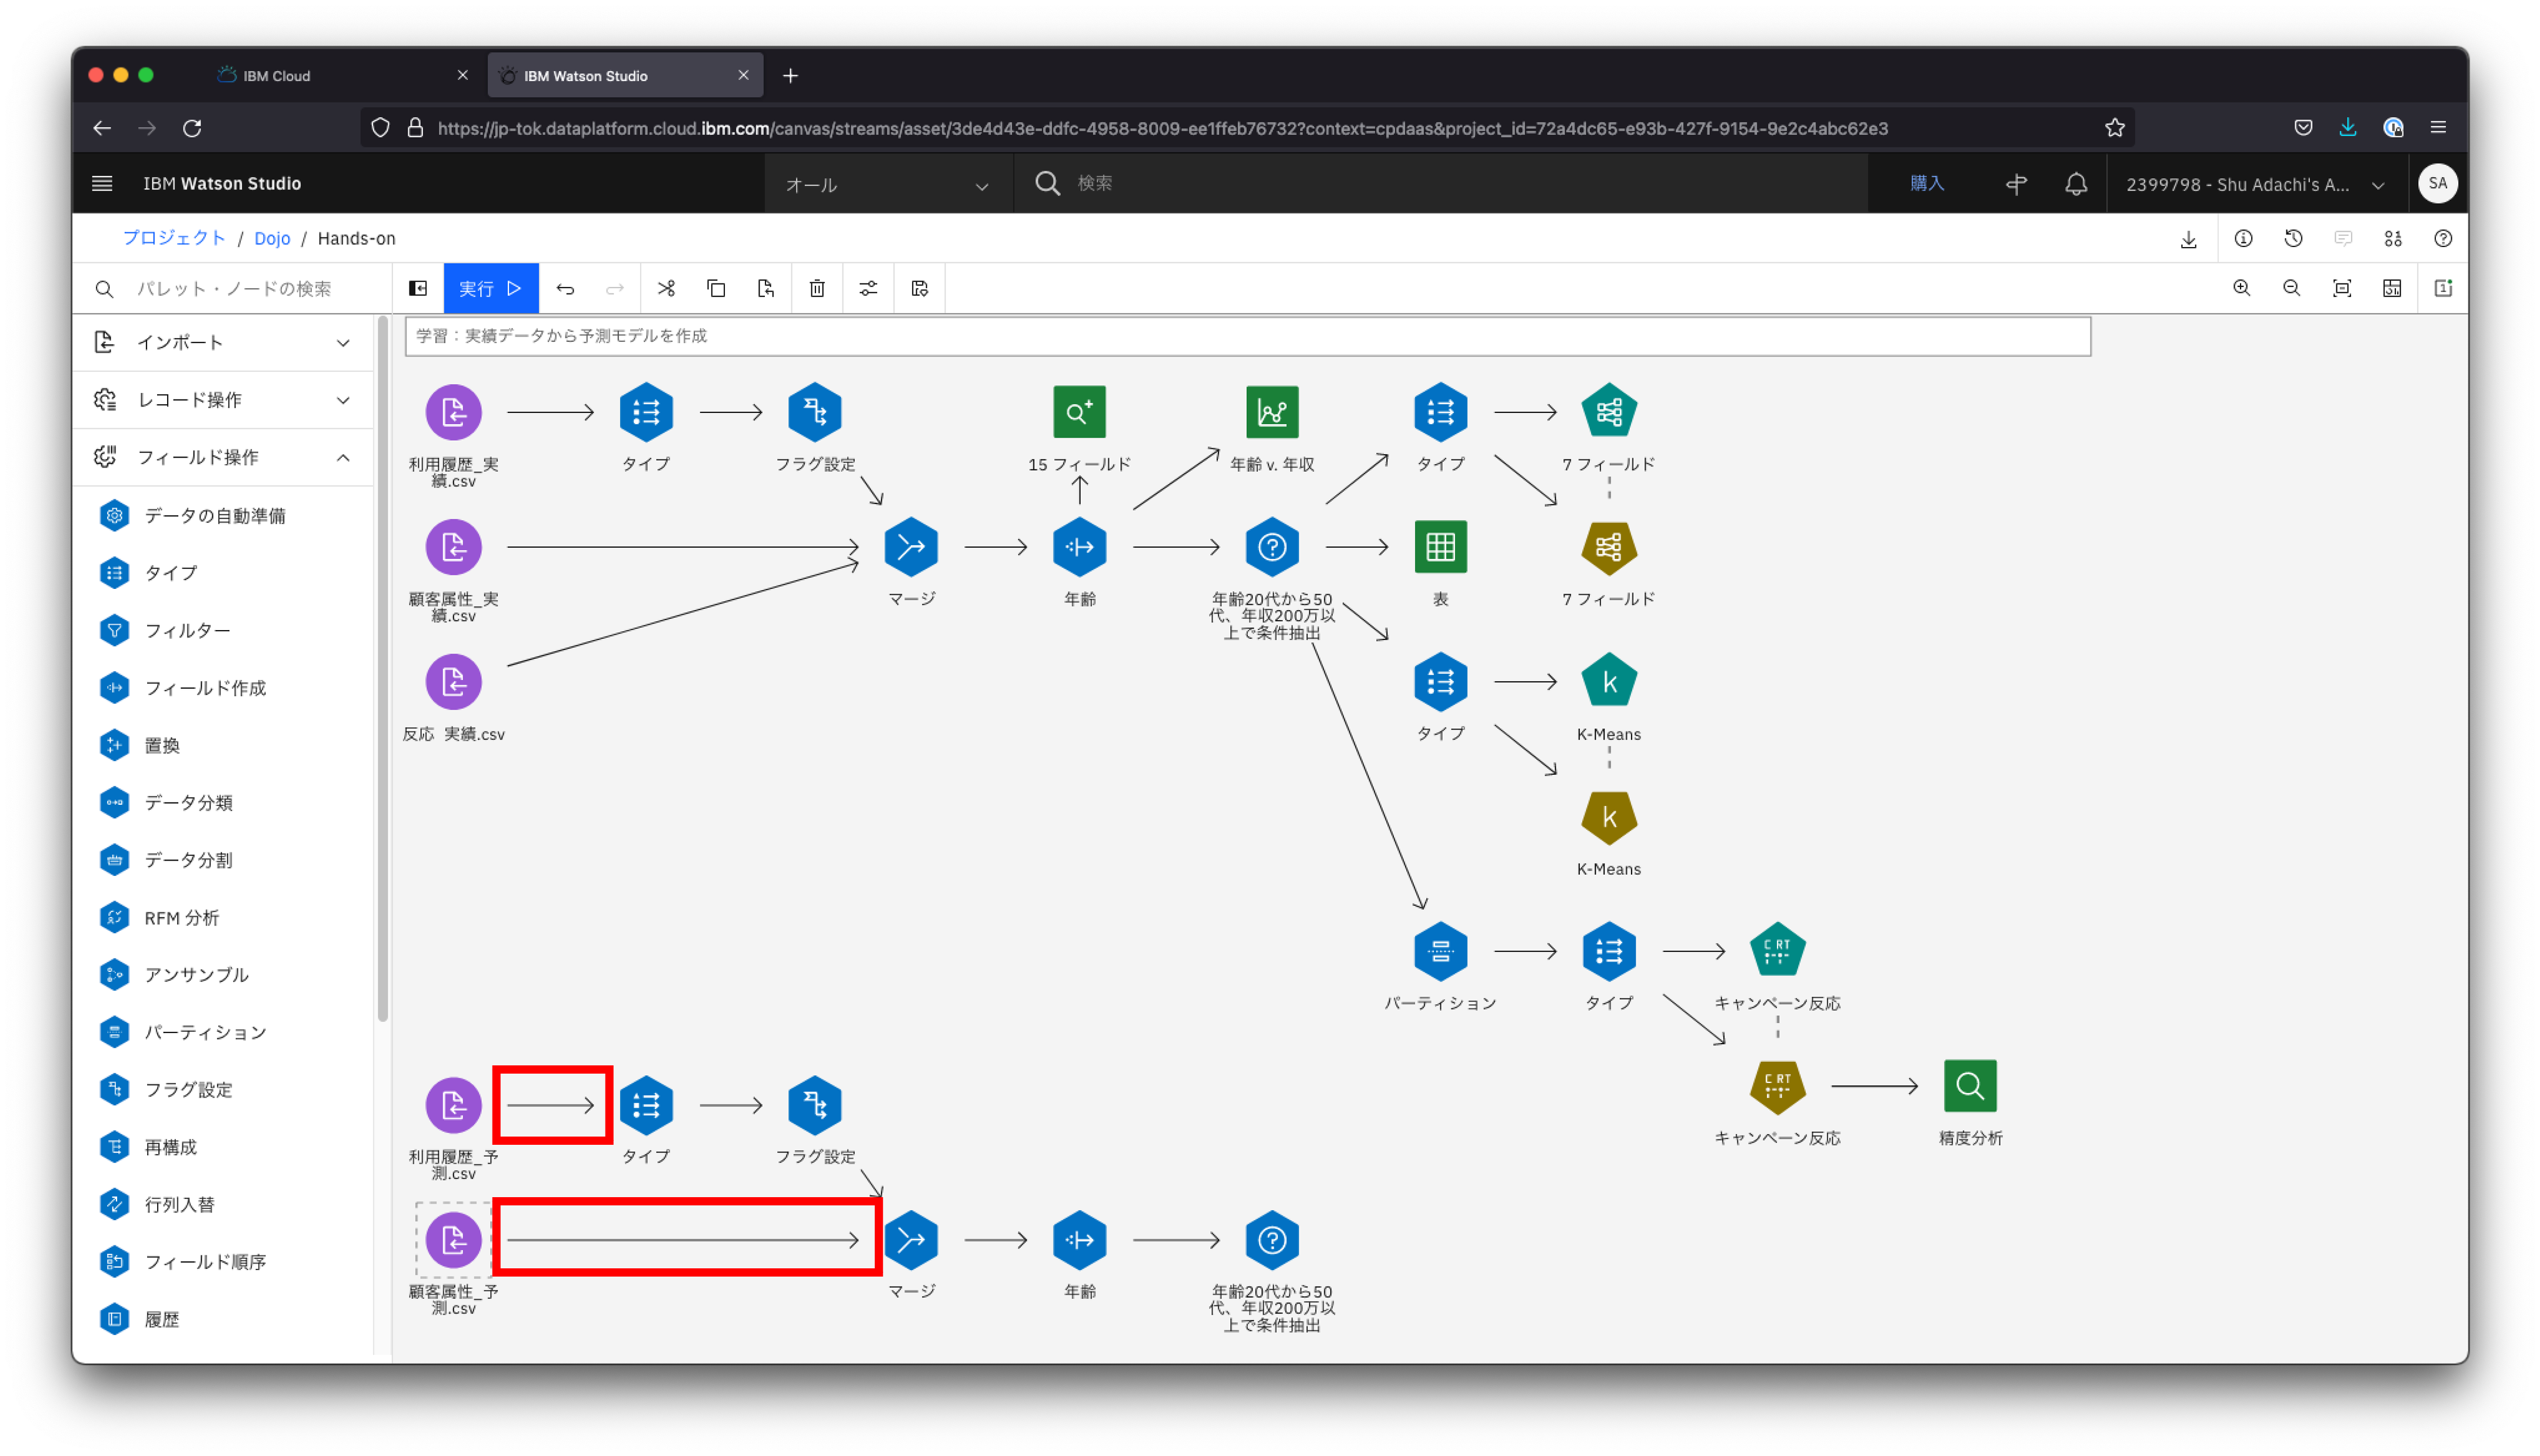 IBM Cloud
IBM Watson Studio
https://jp-tok.dataplatform.cloud.ibm.com/canvas/streams/asset/3de4d43e-ddfc-4958-8009-ee1ffeb76732?context=cpdaas&project_id=72a4dc65-e93b-427f-9154-9e2c4abc62e3
IBM Watson Studio
オール
検索
購入
2399798 - Shu Adachi's A...
SA
プロジェクト / Dojo / Hands-on
パレット・ノードの検索
実行
インポート
レコード操作
フィールド操作
データの自動準備
タイプ
フィルター
フィールド作成
置換
データ分類
データ分割
RFM 分析
アンサンブル
パーティション
フラグ設定
再構成
行列入替
フィールド順序
履歴
学習：実績データから予測モデルを作成
利用履歴_実
績.csv
タイプ
フラグ設定
15 フィールド
年齢 v. 年収
タイプ
7 フィールド
顧客属性_実
績.csv
マージ
年齢
年齢20代から50
代、年収200万以
上で条件抽出
表
7 フィールド
反応 実績.csv
タイプ
k
K-Means
k
K-Means
パーティション
タイプ
C RT
キャンペーン反応
C RT
キャンペーン反応
精度分析
利用履歴_予
測.csv
タイプ
フラグ設定
顧客属性_予
測.csv
マージ
年齢
年齢20代から50
代、年収200万以
上で条件抽出